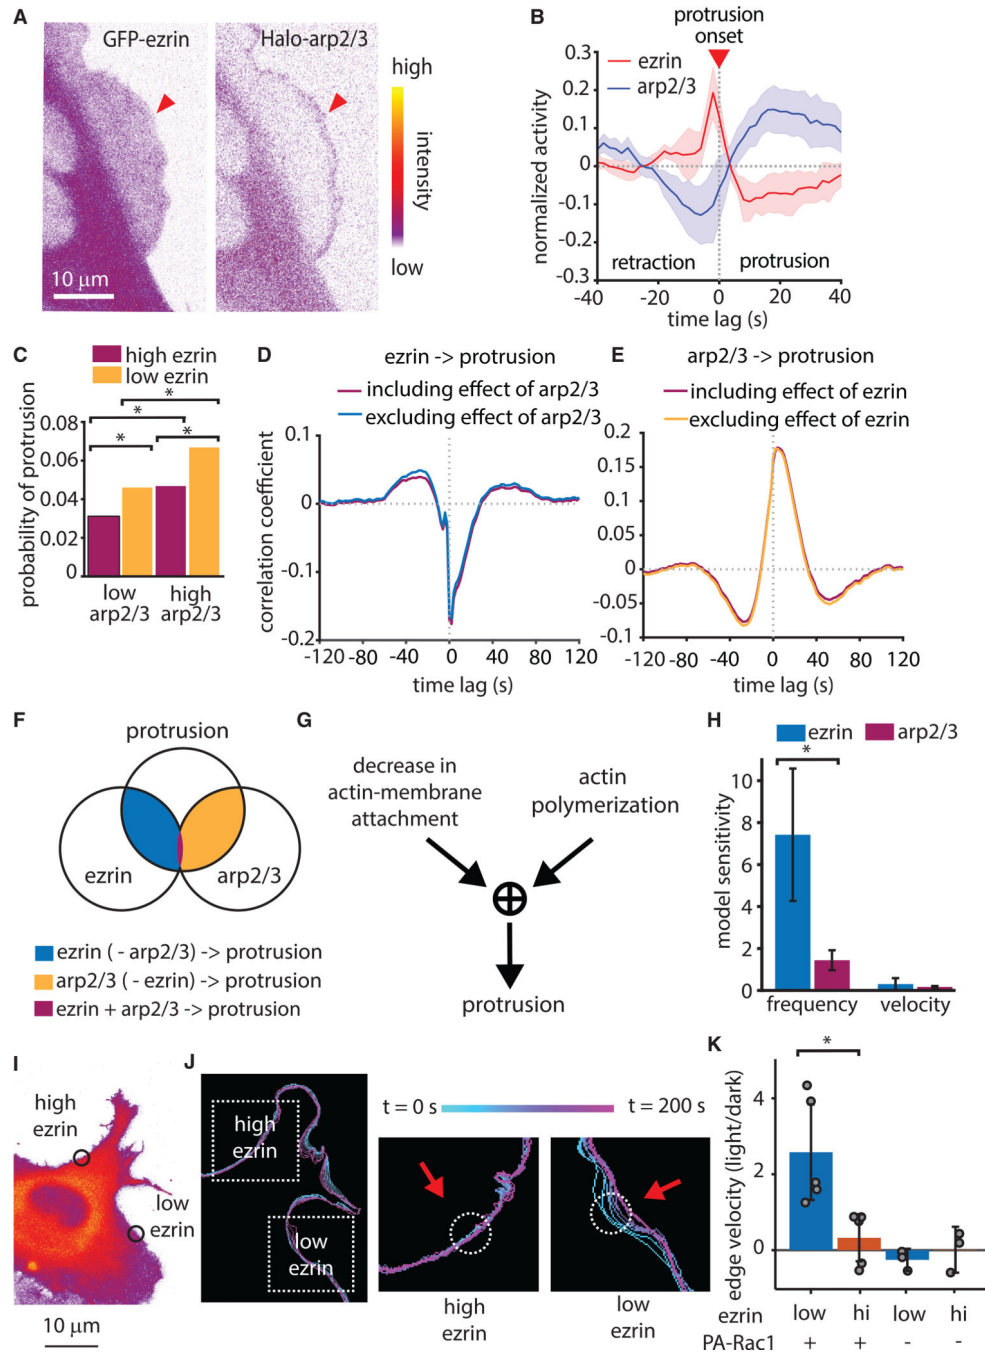 A
GFP-ezrin
Halo-arp2/3
10 μm
high
intensity
low
B
protrusion
onset
ezrin
arp2/3
normalized activity
0.3
0.2
0.1
0
-0.1
-0.2
-0.3
retraction
protrusion
-40 -20 0 20 40
time lag (s)
C
high ezrin
low ezrin
*
*
* *
probability of protrusion
0.08
0.06
0.04
0.02
0
low
arp2/3
high
arp2/3
D
ezrin -> protrusion
including effect of arp2/3
excluding effect of arp2/3
correlation coefficient
0.1
0
-0.1
-0.2
-120 -80 -40 0 40 80 120
time lag (s)
E
arp2/3 -> protrusion
including effect of ezrin
excluding effect of ezrin
0.2
0.15
0.1
0.05
0
-0.05
-0.1
-120 -80 -40 0 40 80 120
time lag (s)
F
protrusion
ezrin
arp2/3
ezrin ( - arp2/3) -> protrusion
arp2/3 ( - ezrin) -> protrusion
ezrin + arp2/3 -> protrusion
G
decrease in
actin-membrane
attachment
actin
polymerization
protrusion
H
ezrin
arp2/3
*
model sensitivity
10
8
6
4
2
0
frequency
velocity
I
high
ezrin
low
ezrin
10 μm
J
high
ezrin
low
ezrin
t = 0 s
t = 200 s
high
ezrin
low
ezrin
K
*
edge velocity (light/dark)
4
2
0
ezrin low hi low hi
PA-Rac1 + + - -